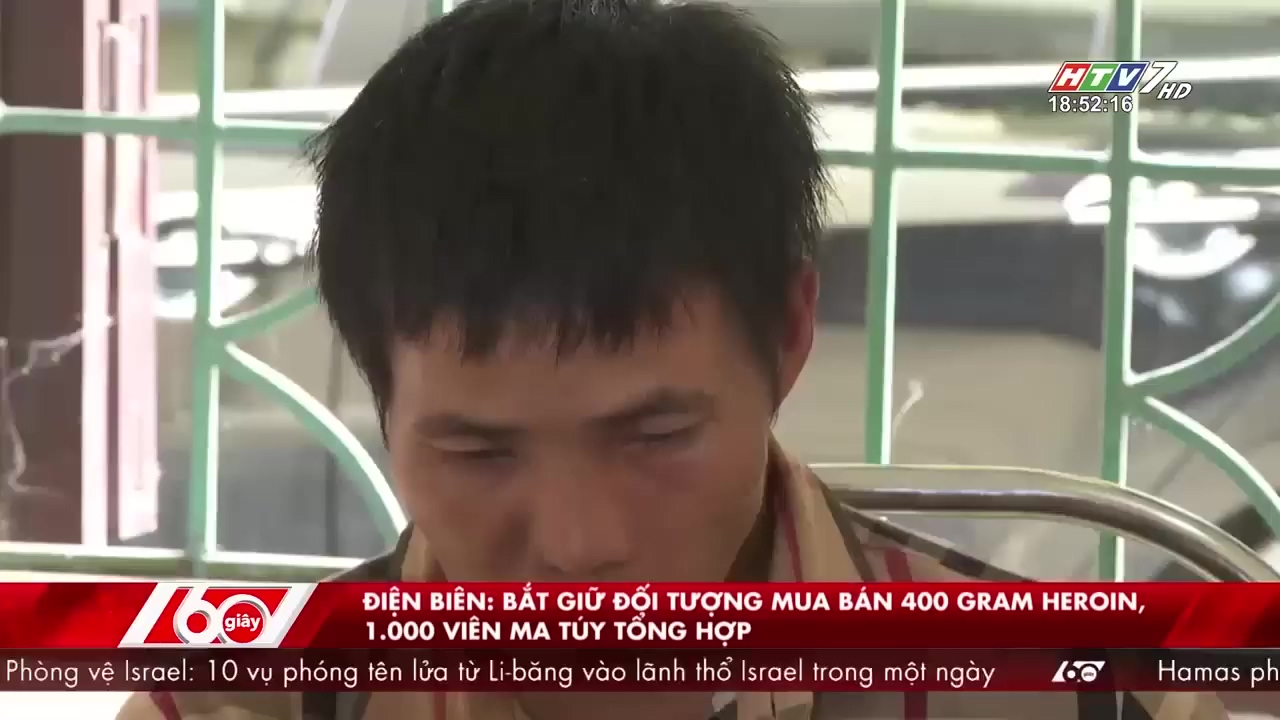 HTV7 HD
18:52:16
60 giây
ĐIỆN BIÊN: BẮT GIỮ ĐỐI TƯỢNG MUA BÁN 400 GRAM HEROIN,
1.000 VIÊN MA TÚY TỔNG HỢP
Phòng vệ Israel: 10 vụ phóng tên lửa từ Li-băng vào lãnh thổ Israel trong một ngày 60 giây Hamas ph